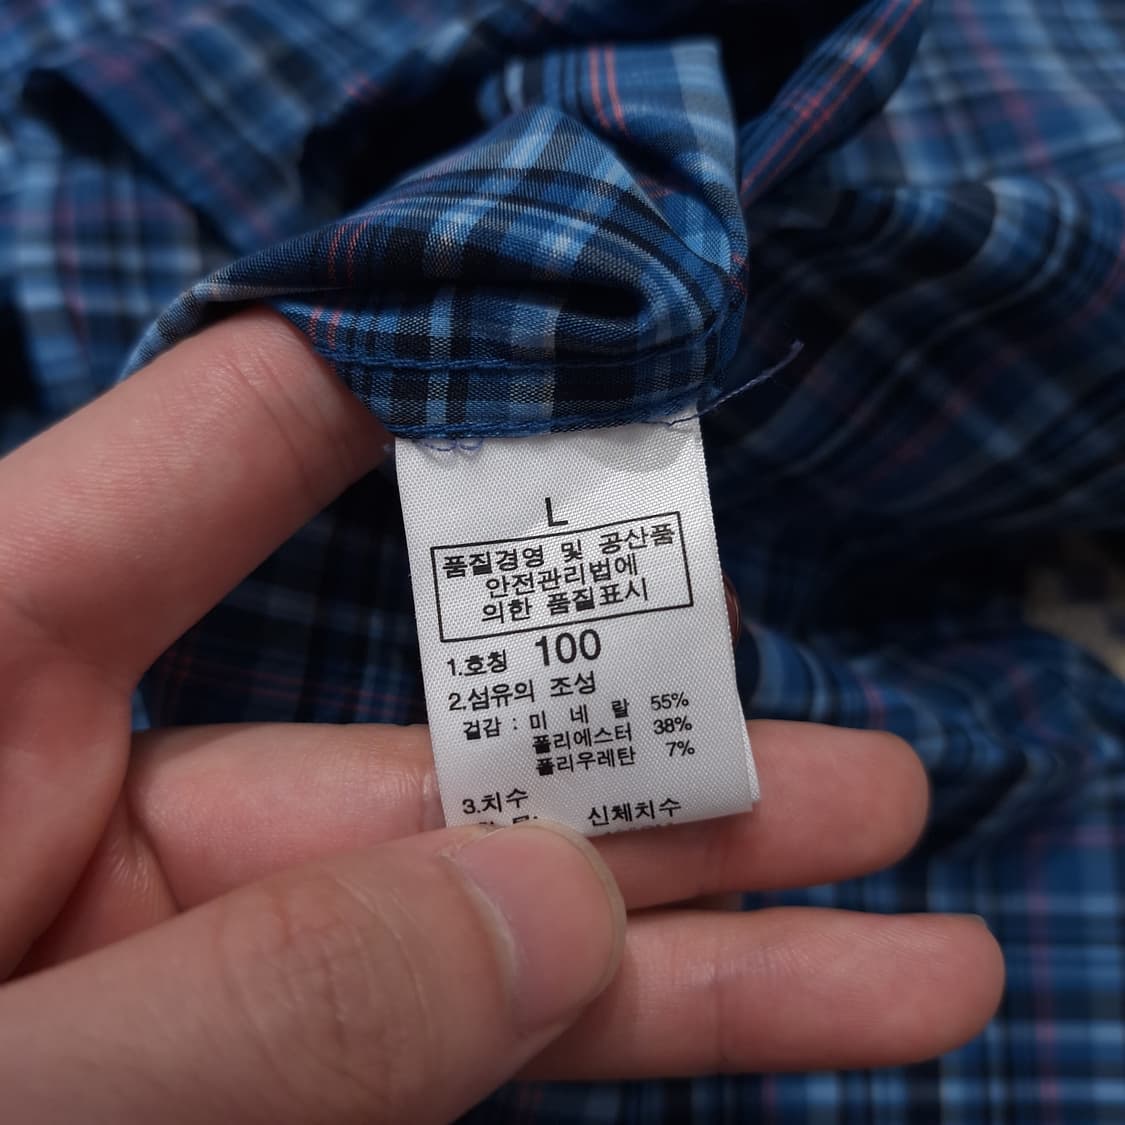 L
품질경영 및 공산품
안전관리법에
의한 품질표시
1.호칭 100
2.섬유의 조성
겉감 : 미 네 랄 55%
폴리에스터 38%
폴리우레탄 7%
3.치수
신체치수